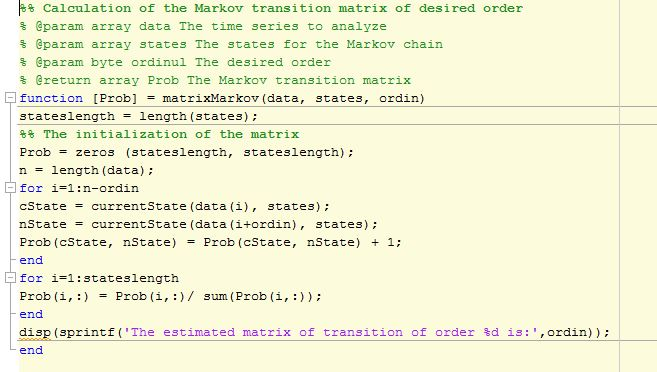 %% Calculation of the Markov transition matrix of desired order
% @param array data The time series to analyze
% @param array states The states for the Markov chain
% @param byte ordinul The desired order
% @return array Prob The Markov transition matrix
function [Prob] = matrixMarkov(data, states, ordin)
stateslength = length(states);
%% The initialization of the matrix
Prob = zeros (stateslength, stateslength);
n = length(data);
for i=1:n-ordin
cState = currentState(data(i), states);
nState = currentState(data(i+ordin), states);
Prob(cState, nState) = Prob(cState, nState) + 1;
end
for i=1:stateslength
Prob(i,:) = Prob(i,:)/ sum(Prob(i,:));
end
disp(sprintf('The estimated matrix of transition of order %d is:',ordin));
end